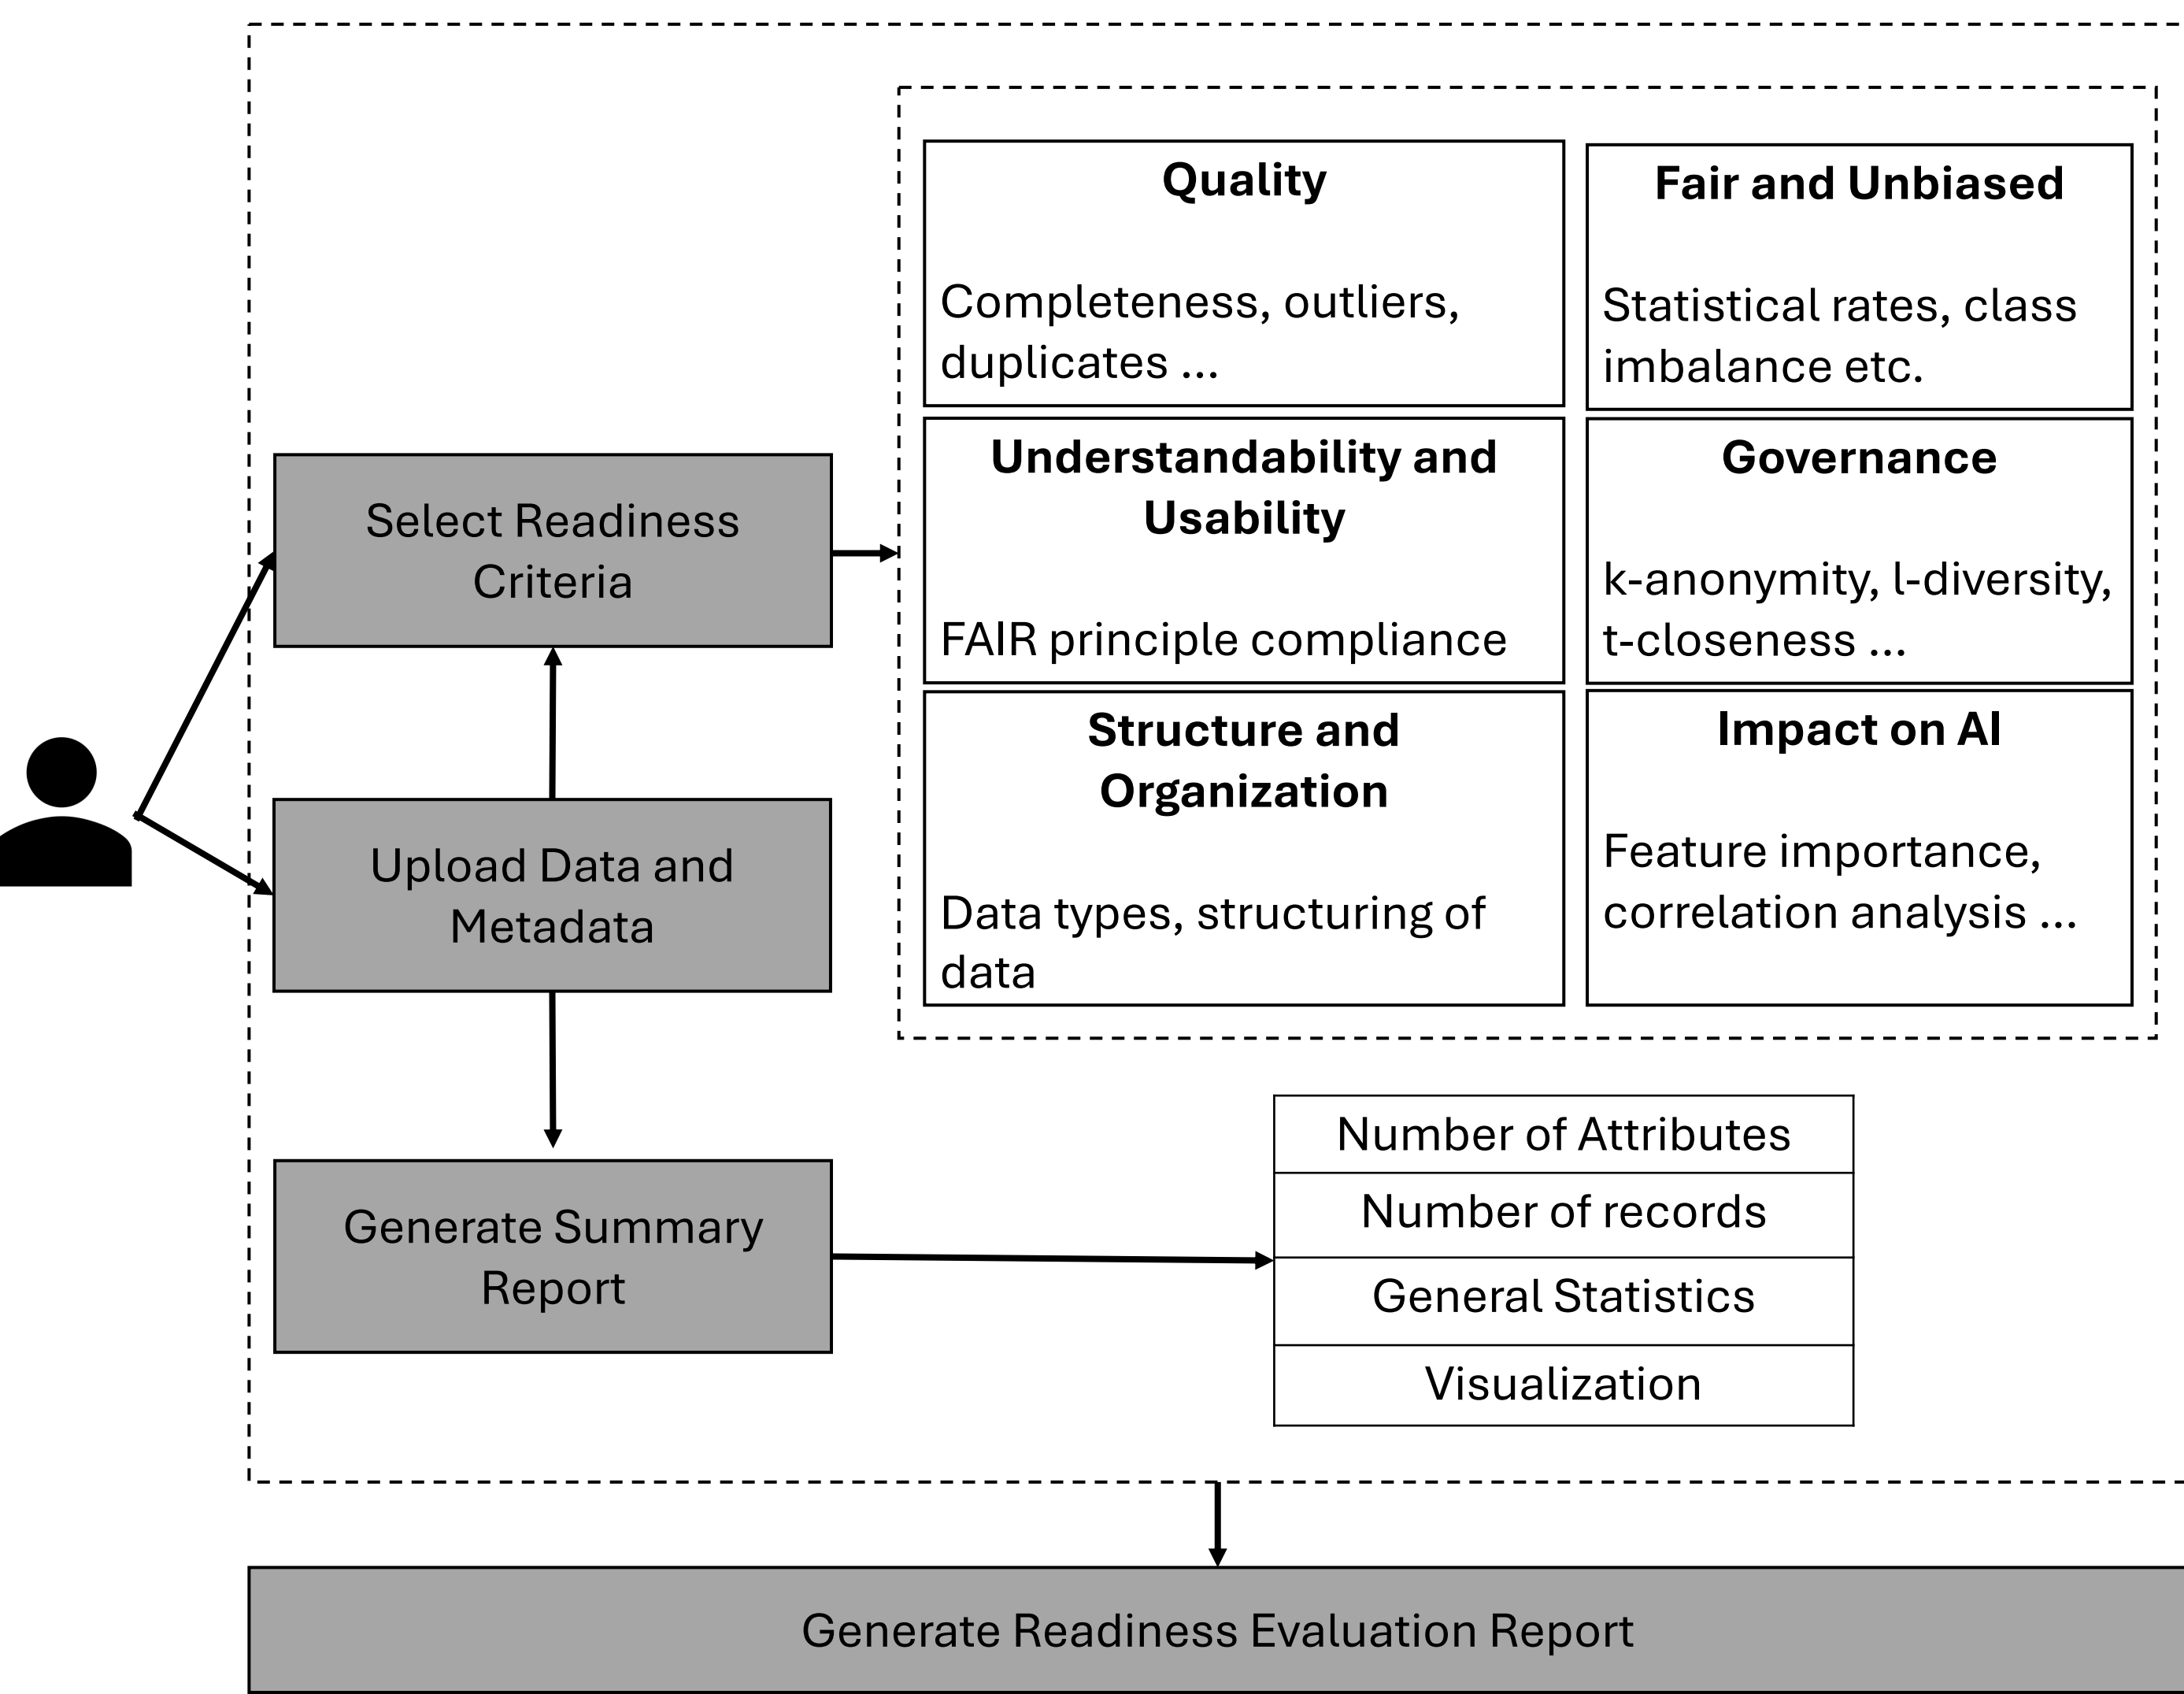 Quality
Completeness, outliers,
duplicates ...
Fair and Unbiased
Statistical rates, class
imbalance etc.
Select Readiness
Criteria
Understandability and
Usability
FAIR principle compliance
Governance
k-anonymity, l-diversity,
t-closeness ...
Structure and
Organization
Data types, structuring of
data
Impact on AI
Feature importance,
correlation analysis ...
Upload Data and
Metadata
Generate Summary
Report
Number of Attributes
Number of records
General Statistics
Visualization
Generate Readiness Evaluation Report